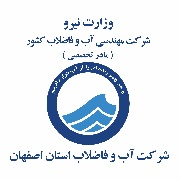 وزارت نیرو
شرکت مهندسی آب و فاضلاب کشور
( مادر تخصصی )
شرکت آب و فاضلاب استان اصفهان